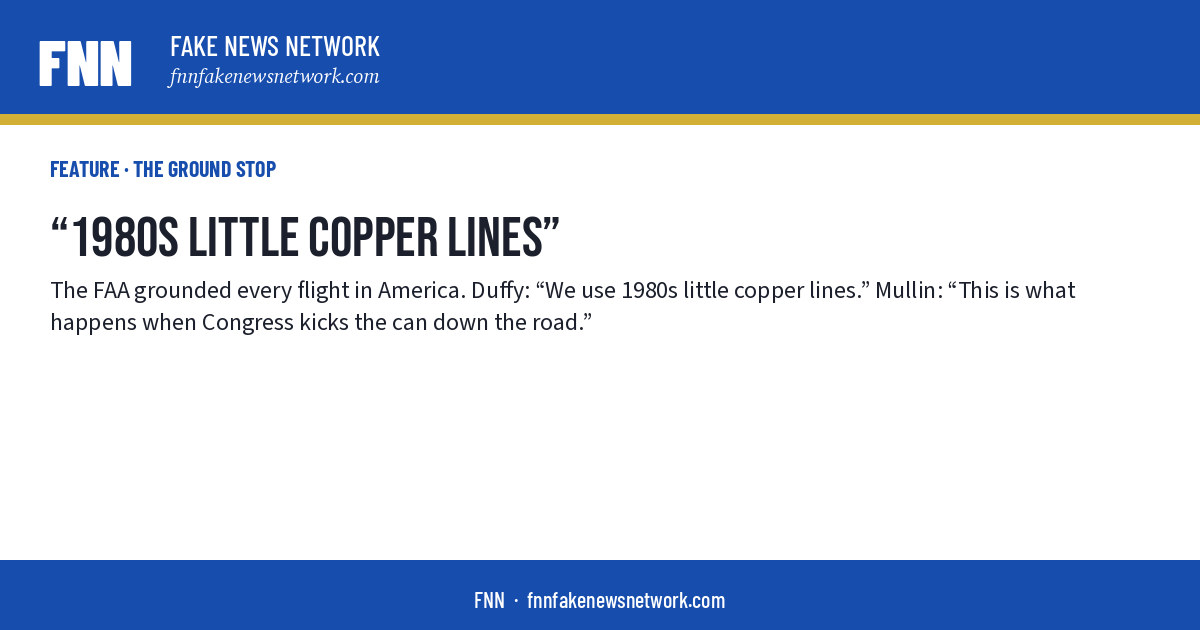 FNN
FAKE NEWS NETWORK
fnnfakenewsnetwork.com
FEATURE · THE GROUND STOP
“1980S LITTLE COPPER LINES”
The FAA grounded every flight in America. Duffy: “We use 1980s little copper lines.” Mullin: “This is what
happens when Congress kicks the can down the road.”
FNN · fnnfakenewsnetwork.com